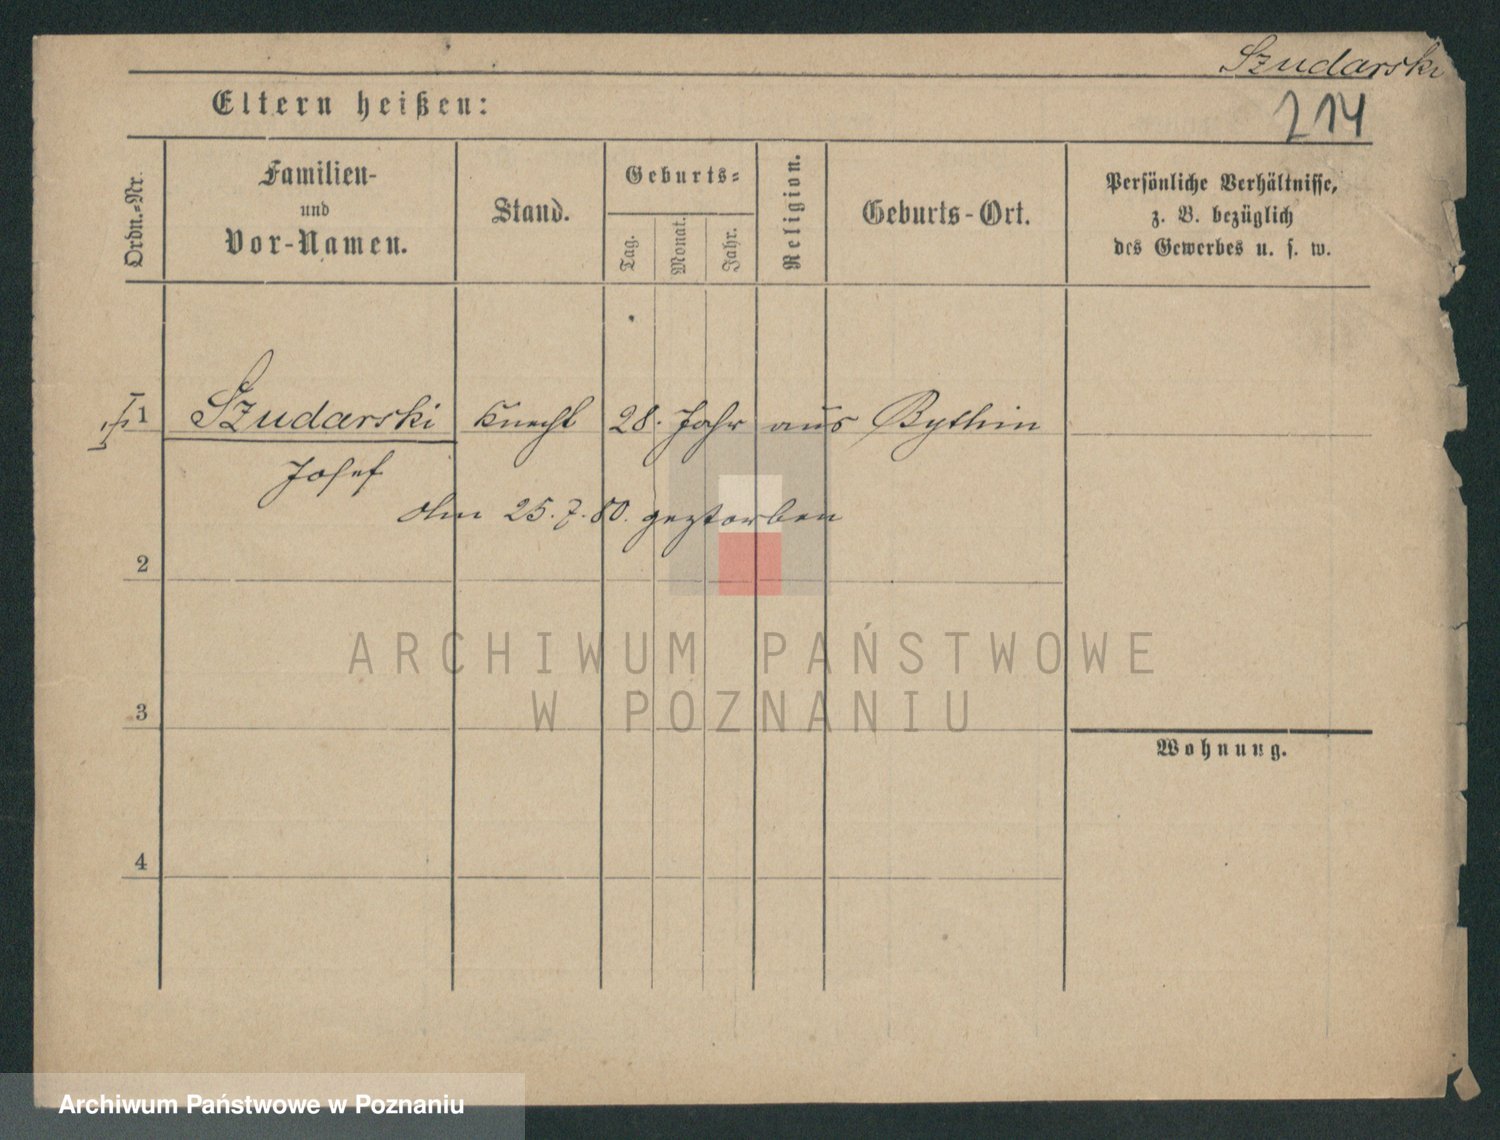 Szudarski
Eltern heißen:
214
Ordn.-Nr.
Familien-
und
Vor-Namen.
Stand.
Geburts-
Tag.
Monat.
Jahr.
Religion.
Geburts-Ort.
Persönliche Verhältnisse,
z. B. bezüglich
des Gewerbes u. s. w.
1 Szudarski Knecht 28. Jahr aus Bythin
Josef
Am 25.7.80. gestorben
2
ARCHIWUM PAŃSTWOWE
W POZNANIU
3
Wohnung.
4
Archiwum Państwowe w Poznaniu